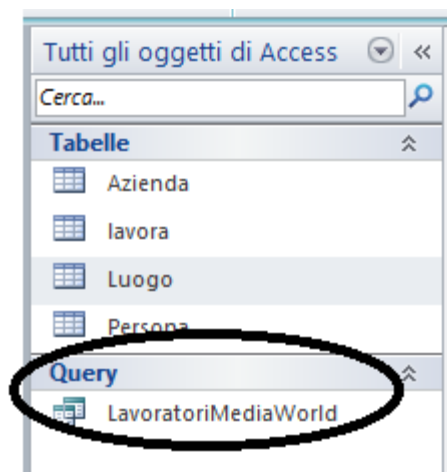 Tutti gli oggetti di Access
Cerca...
Tabelle
Azienda
lavora
Luogo
Persona
Query
LavoratoriMediaWorld